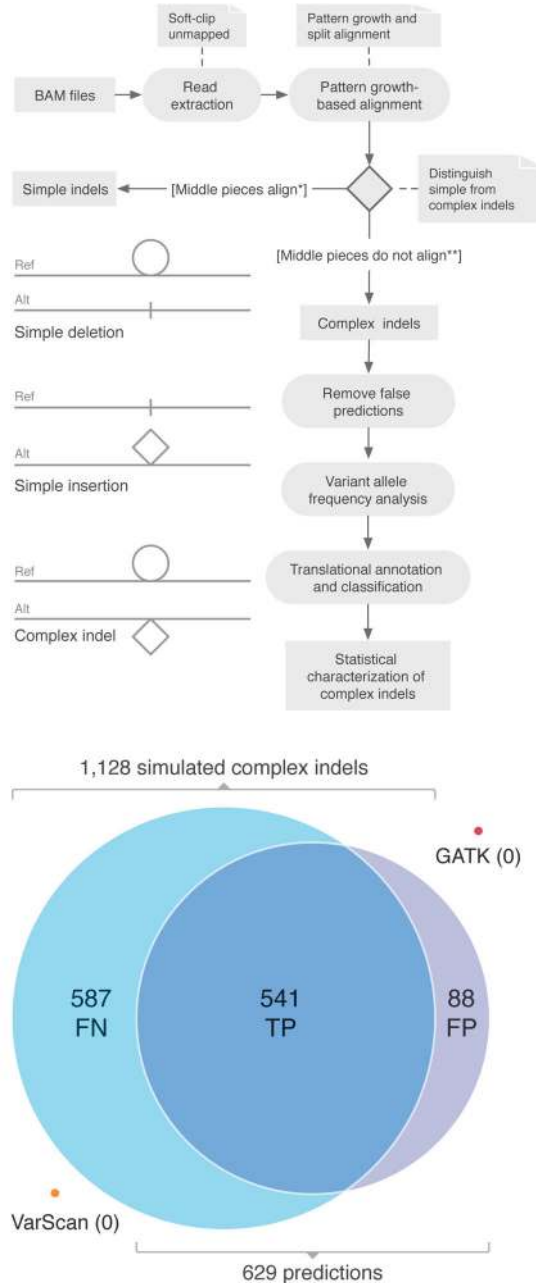 Soft-clip
unmapped
Pattern growth and
split alignment
BAM files
Read
extraction
Pattern growth-
based alignment
Simple indels
[Middle pieces align*]
Distinguish
simple from
complex indels
[Middle pieces do not align**]
Ref
Alt
Simple deletion
Complex indels
Remove false
predictions
Ref
Alt
Simple insertion
Variant allele
frequency analysis
Translational annotation
and classification
Ref
Alt
Complex indel
Statistical
characterization of
complex indels
1,128 simulated complex indels
GATK (0)
587
FN
541
TP
88
FP
VarScan (0)
629 predictions